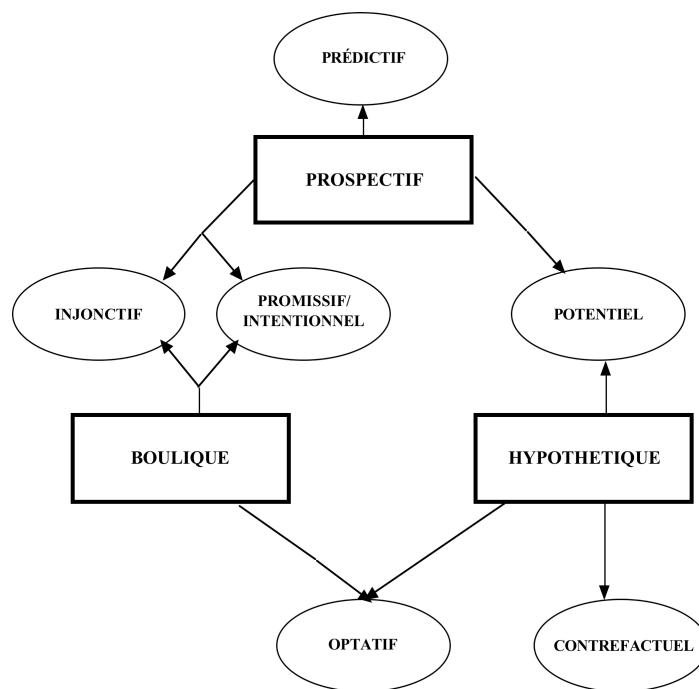 PRÉDICTIF
PROSPECTIF
INJONCTIF
PROMISSIF/
INTENTIONNEL
POTENTIEL
BOULIQUE
HYPOTHETIQUE
OPTATIF
CONTREFACTUEL